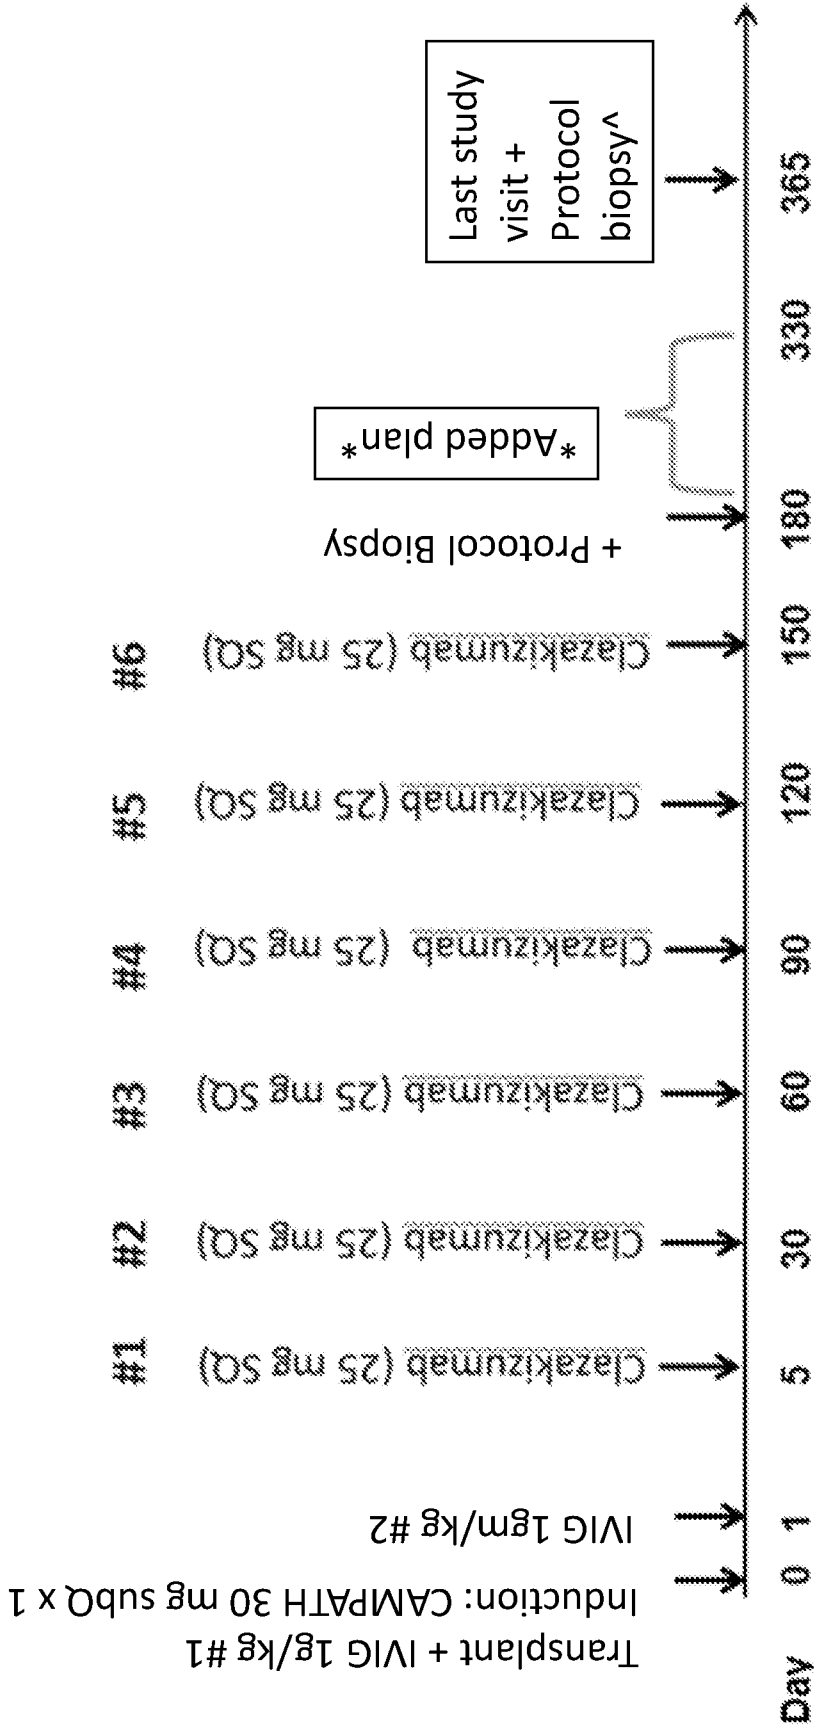 #1
#2
#3
#4
#5
#6
Transplant + IVIG 1g/kg #1
Induction: CAMPATH 30 mg subQ x 1
IVIG 1gm/kg #2
Clazakizumab (25 mg SQ)
Clazakizumab (25 mg SQ)
Clazakizumab (25 mg SQ)
Clazakizumab (25 mg SQ)
Clazakizumab (25 mg SQ)
Clazakizumab (25 mg SQ)
+ Protocol Biopsy
*Added plan*
Last study
visit +
Protocol
biopsy^
Day 0 1 5 30 60 90 120 150 180 330 365